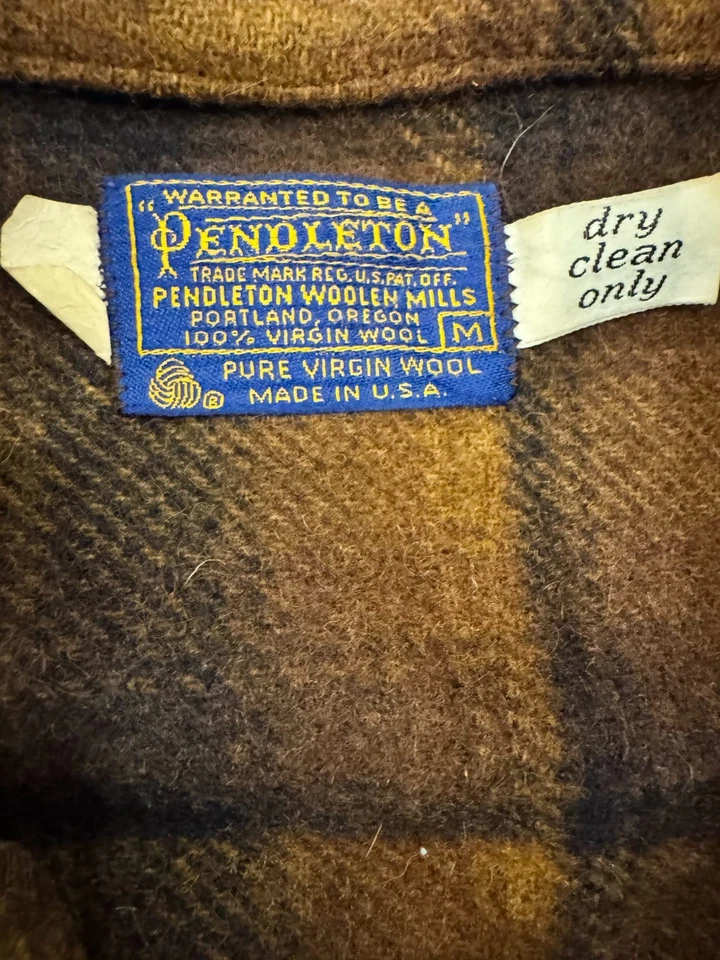 "WARRANTED TO BE A
PENDLETON"
TRADE MARK REG. U.S. PAT. OFF.
PENDLETON WOOLEN MILLS
PORTLAND, OREGON
100% VIRGIN WOOL M
PURE VIRGIN WOOL
® MADE IN U.S.A.
dry
clean
only